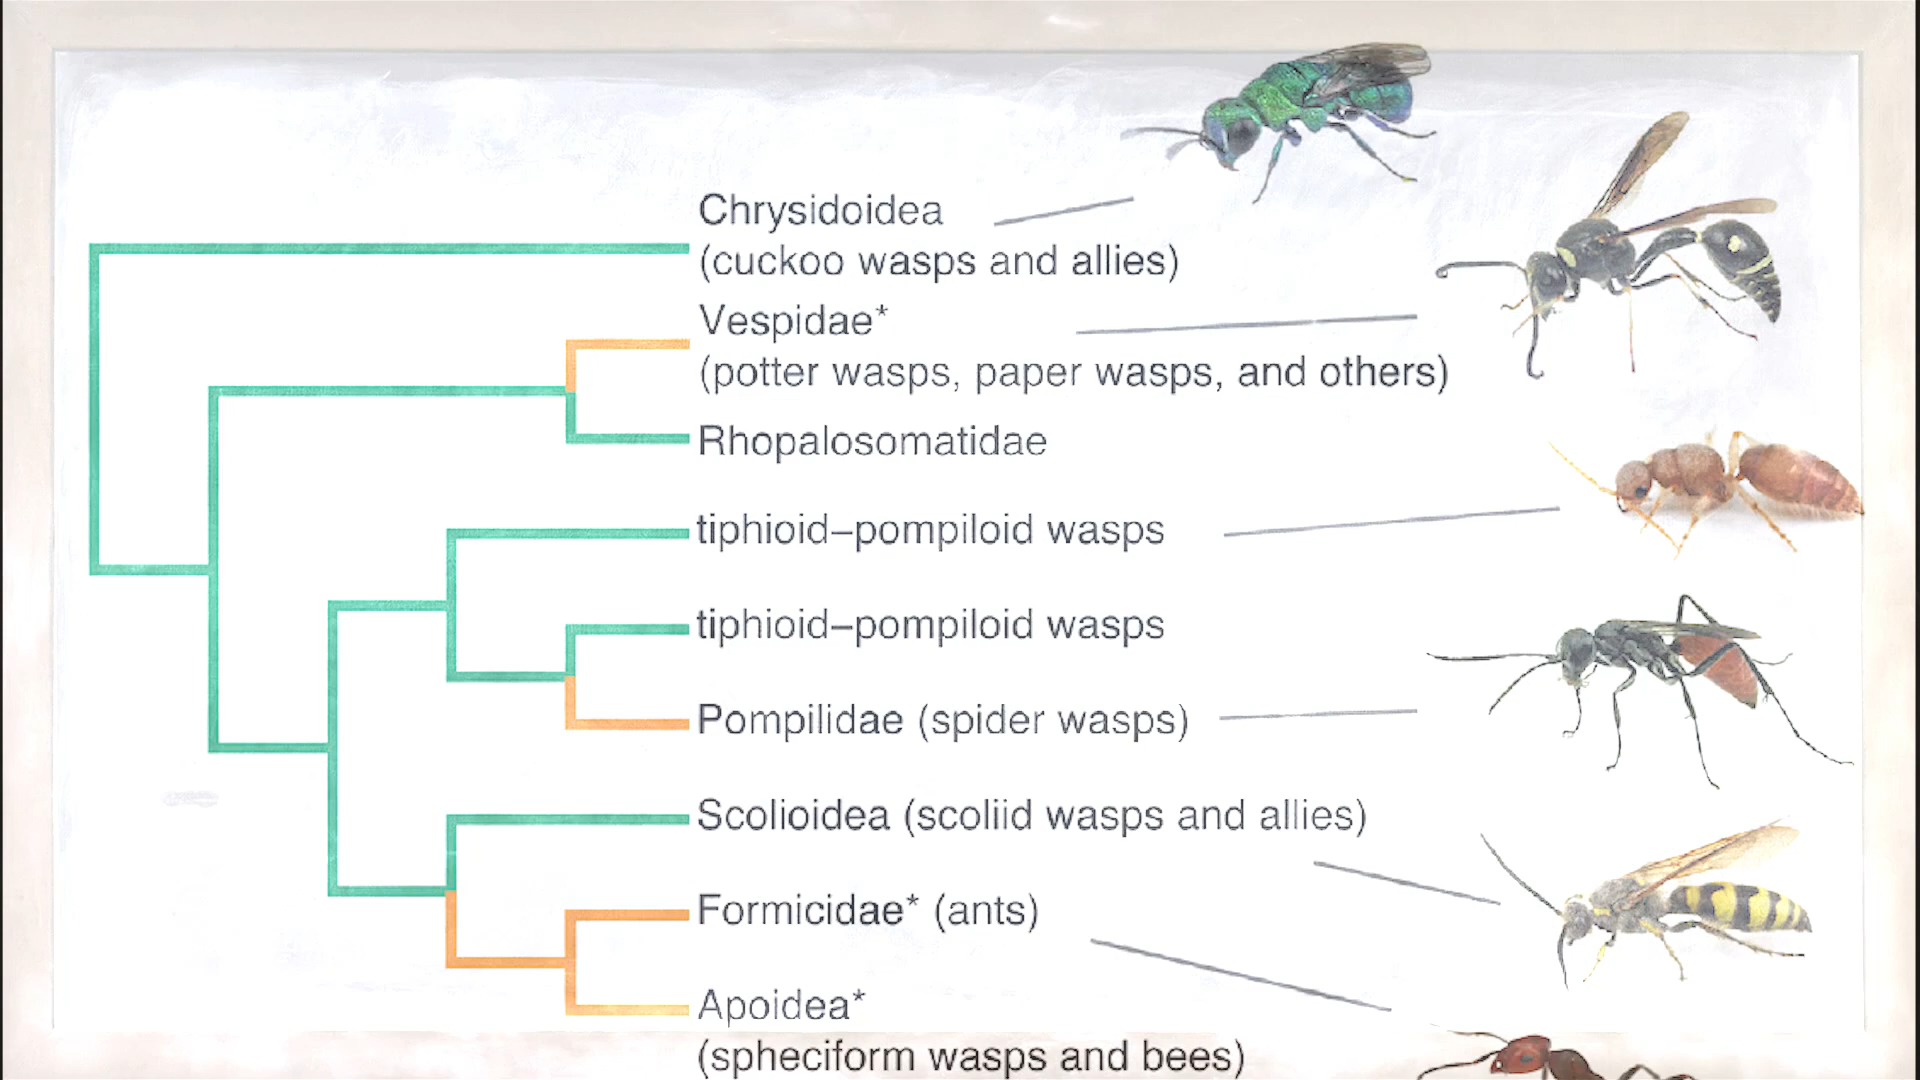 Chrysidoidea
(cuckoo wasps and allies)
Vespidae*
(potter wasps, paper wasps, and others)
Rhopalosomatidae
tiphioid–pompiloid wasps
tiphioid–pompiloid wasps
Pompilidae (spider wasps)
Scolioidea (scoliid wasps and allies)
Formicidae* (ants)
Apoidea*
(spheciform wasps and bees)